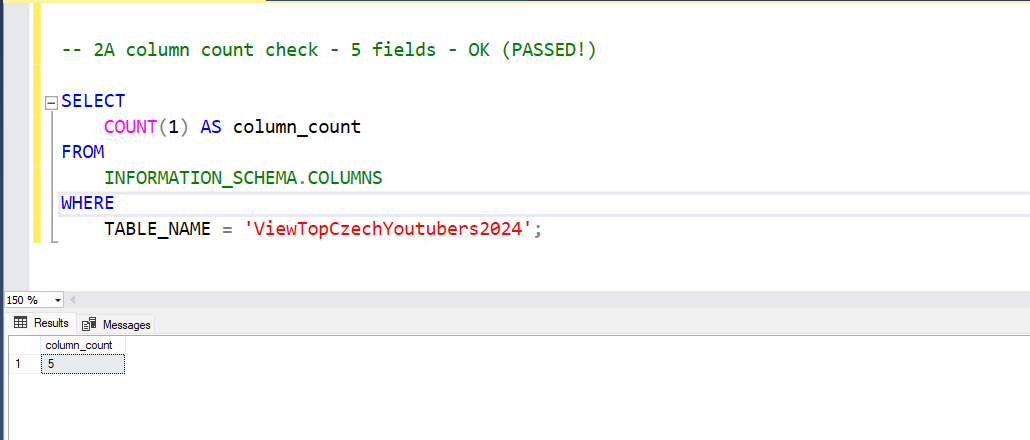 -- 2A column count check - 5 fields - OK (PASSED!)
SELECT
COUNT(1) AS column_count
FROM
INFORMATION_SCHEMA.COLUMNS
WHERE
TABLE_NAME = 'ViewTopCzechYoutubers2024';
150 %
Results Messages
column_count
1 5